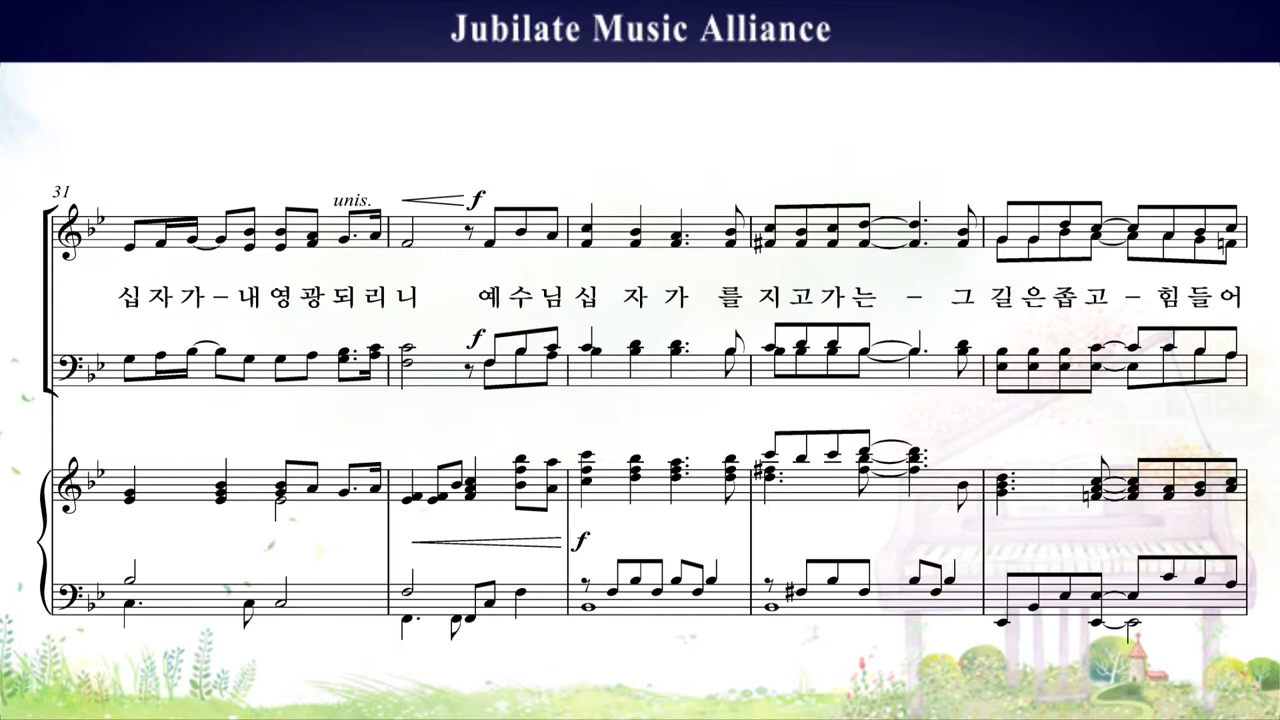 Jubilate Music Alliance
31
unis.
f
십 자 가 – 내 영 광 되 리 니 예 수 님 십 자 가 를 지 고 가 는 – 그 길 은 좁 고 – 힘 들 어
f
f